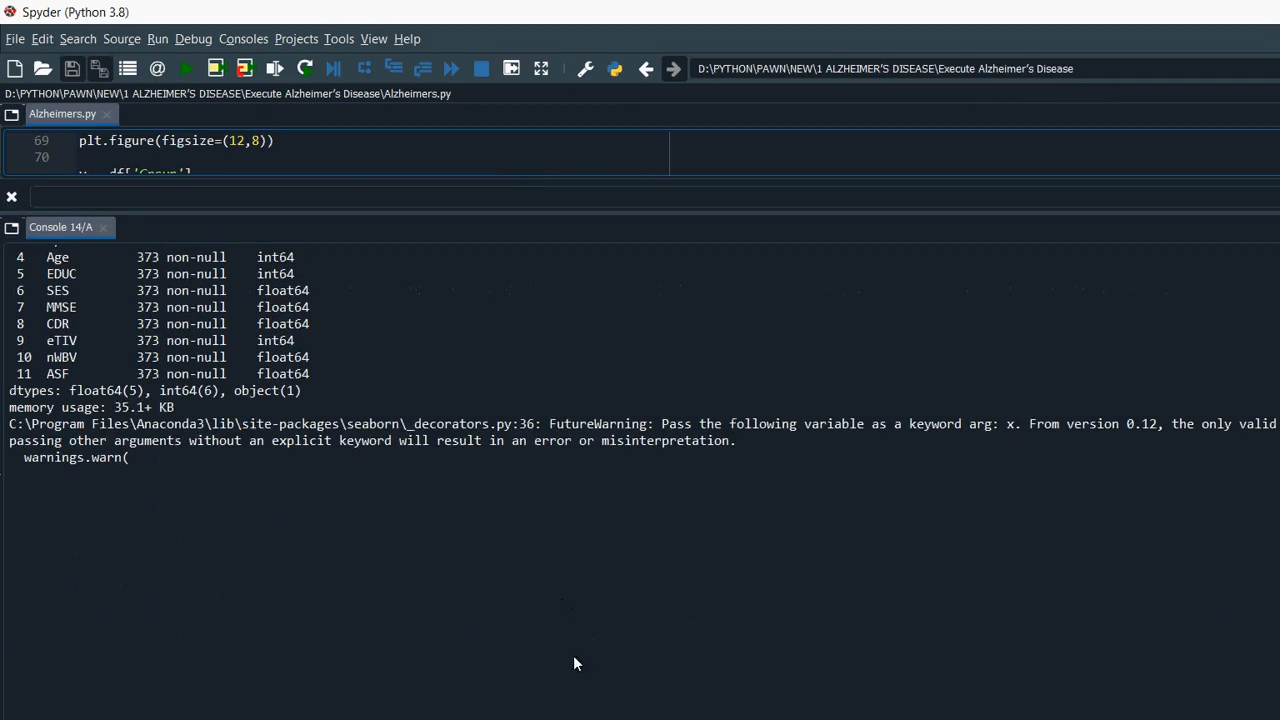 Spyder (Python 3.8)
File Edit Search Source Run Debug Consoles Projects Tools View Help
D:\PYTHON\PAWN\NEW\1 ALZHEIMER'S DISEASE\Execute Alzheimer's Disease
D:\PYTHON\PAWN\NEW\1 ALZHEIMER'S DISEASE\Execute Alzheimer's Disease\Alzheimers.py
Alzheimers.py
69 plt.figure(figsize=(12,8))
70
Console 14/A
4 Age 373 non-null int64
5 EDUC 373 non-null int64
6 SES 373 non-null float64
7 MMSE 373 non-null float64
8 CDR 373 non-null float64
9 eTIV 373 non-null int64
10 nWBV 373 non-null float64
11 ASF 373 non-null float64
dtypes: float64(5), int64(6), object(1)
memory usage: 35.1+ KB
C:\Program Files\Anaconda3\lib\site-packages\seaborn\_decorators.py:36: FutureWarning: Pass the following variable as a keyword arg: x. From version 0.12, the only valid
passing other arguments without an explicit keyword will result in an error or misinterpretation.
warnings.warn(